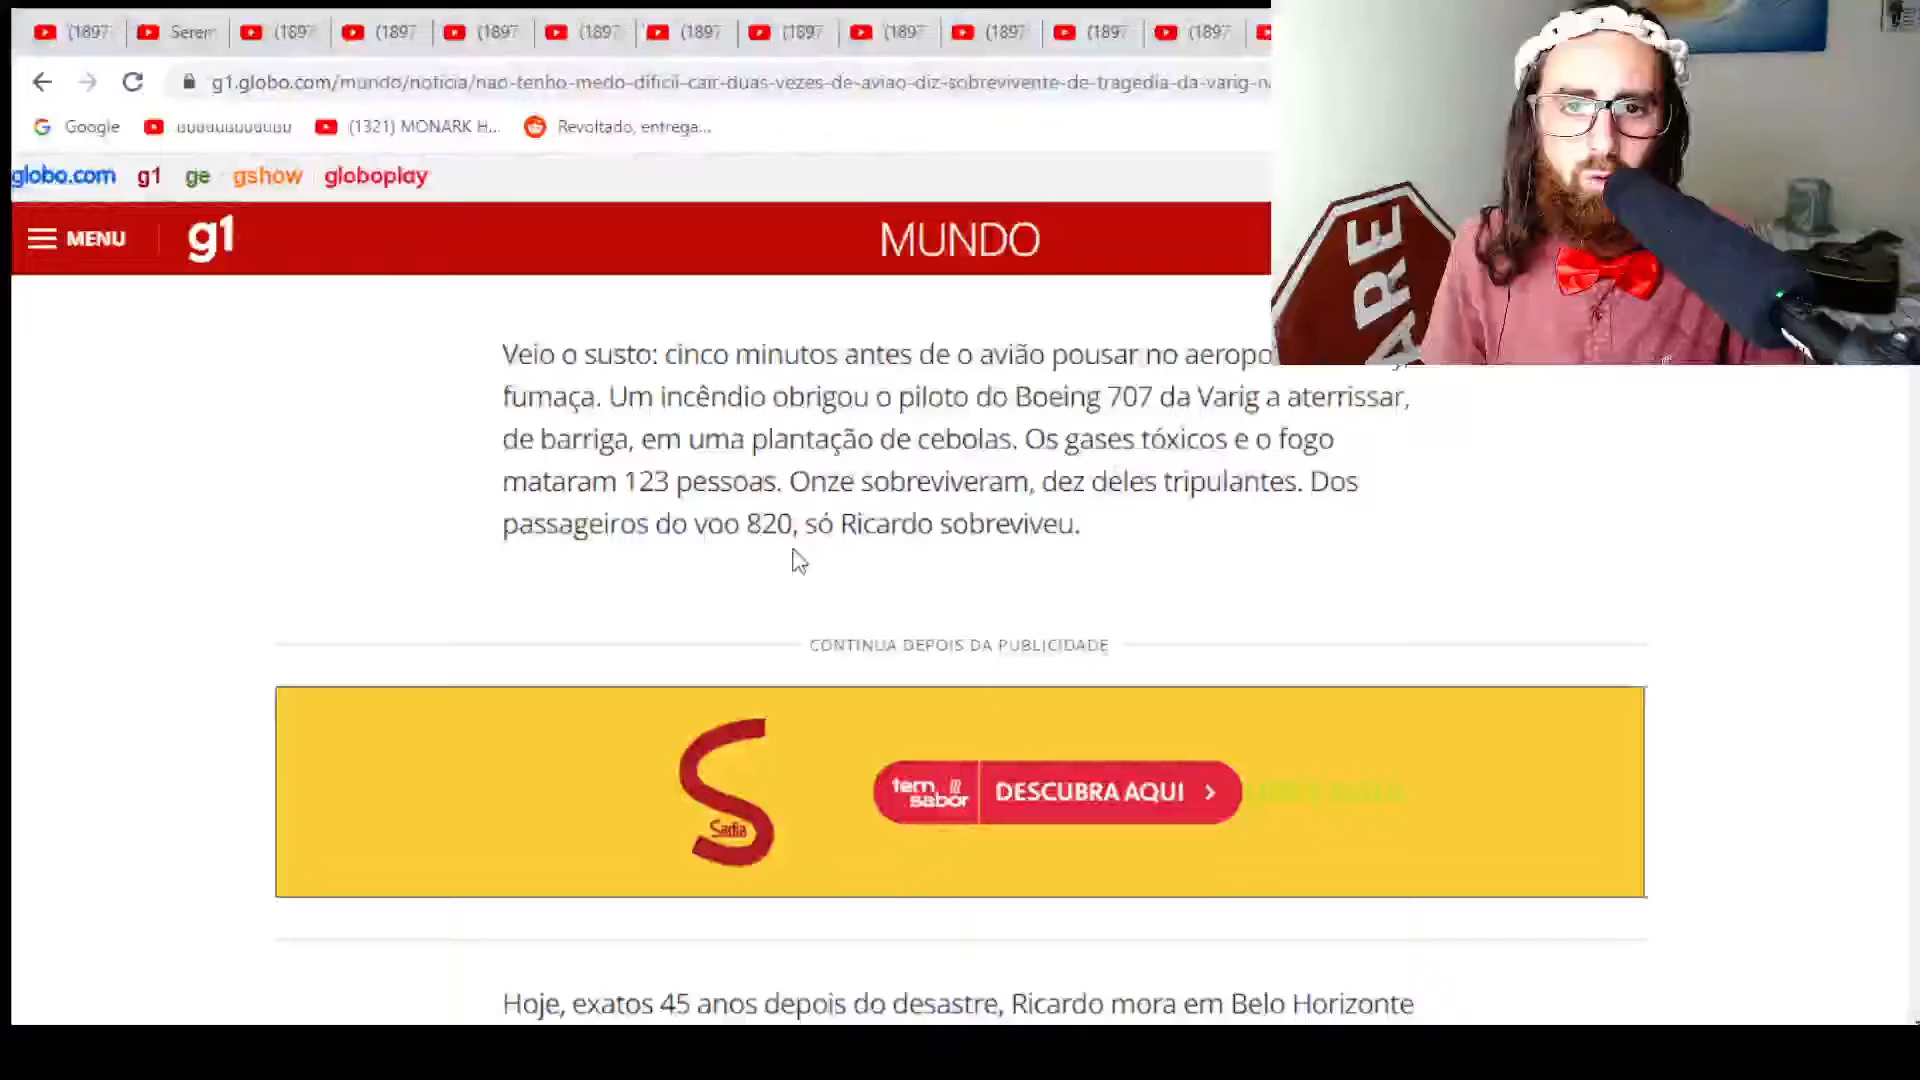 (1897
Serem
(1897
(1897
(1897
(1897
(1897
(1897
(1897
(1897
(1897
(1897
g1.globo.com/mundo/noticia/nao-tenho-medo-dificil-cair-duas-vezes-de-aviao-diz-sobrevivente-de-tragedia-da-varig-n
Google
(1321) MONARK H...
Revoltado, entrega...
globo.com g1 ge gshow globoplay
MENU
g1
MUNDO
ARE
Veio o susto: cinco minutos antes de o avião pousar no aeropo
fumaça. Um incêndio obrigou o piloto do Boeing 707 da Varig a aterrissar,
de barriga, em uma plantação de cebolas. Os gases tóxicos e o fogo
mataram 123 pessoas. Onze sobreviveram, dez deles tripulantes. Dos
passageiros do voo 820, só Ricardo sobreviveu.
CONTINUA DEPOIS DA PUBLICIDADE
S
Sadia
tem
sabor
DESCUBRA AQUI
Hoje, exatos 45 anos depois do desastre, Ricardo mora em Belo Horizonte